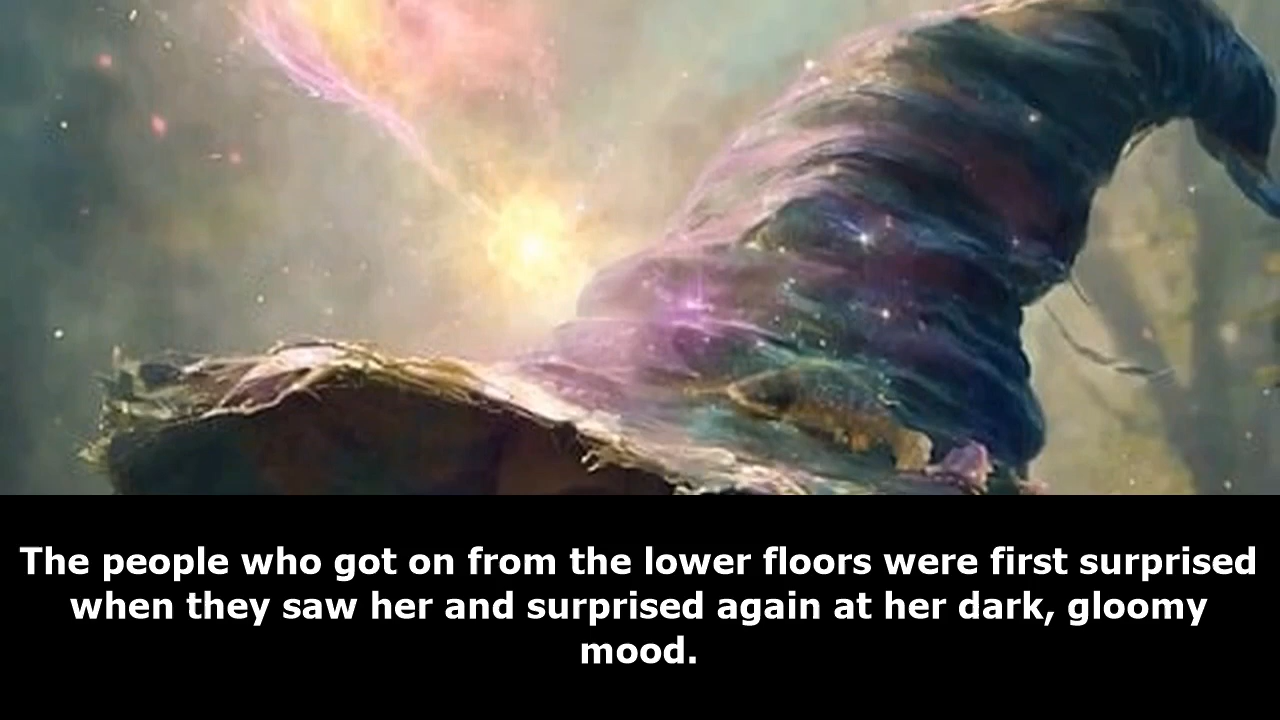 The people who got on from the lower floors were first surprised
when they saw her and surprised again at her dark, gloomy
mood.